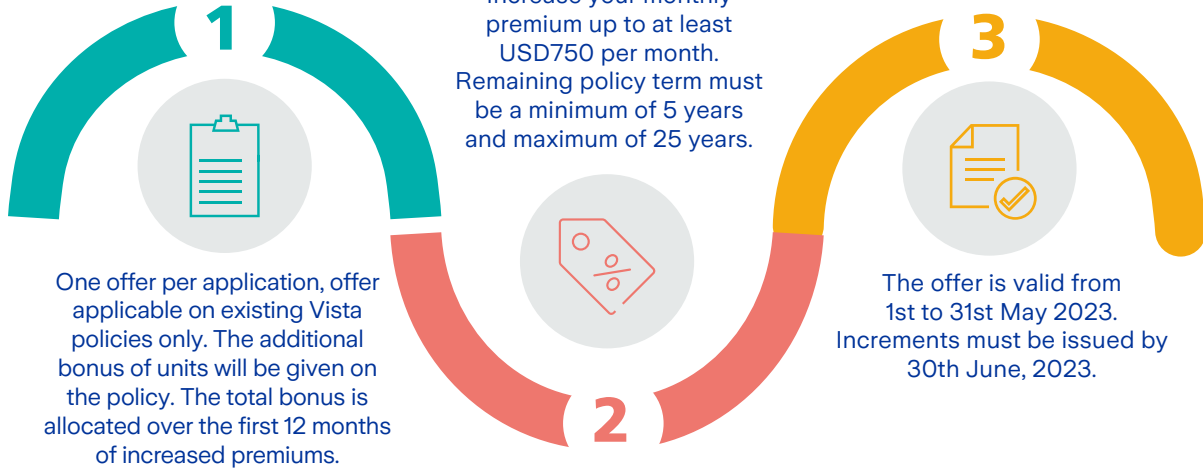 1
One offer per application, offer
applicable on existing Vista
policies only. The additional
bonus of units will be given on
the policy. The total bonus is
allocated over the first 12 months
of increased premiums.
Increase your monthly
premium up to at least
USD750 per month.
Remaining policy term must
be a minimum of 5 years
and maximum of 25 years.
2
3
The offer is valid from
1st to 31st May 2023.
Increments must be issued by
30th June, 2023.